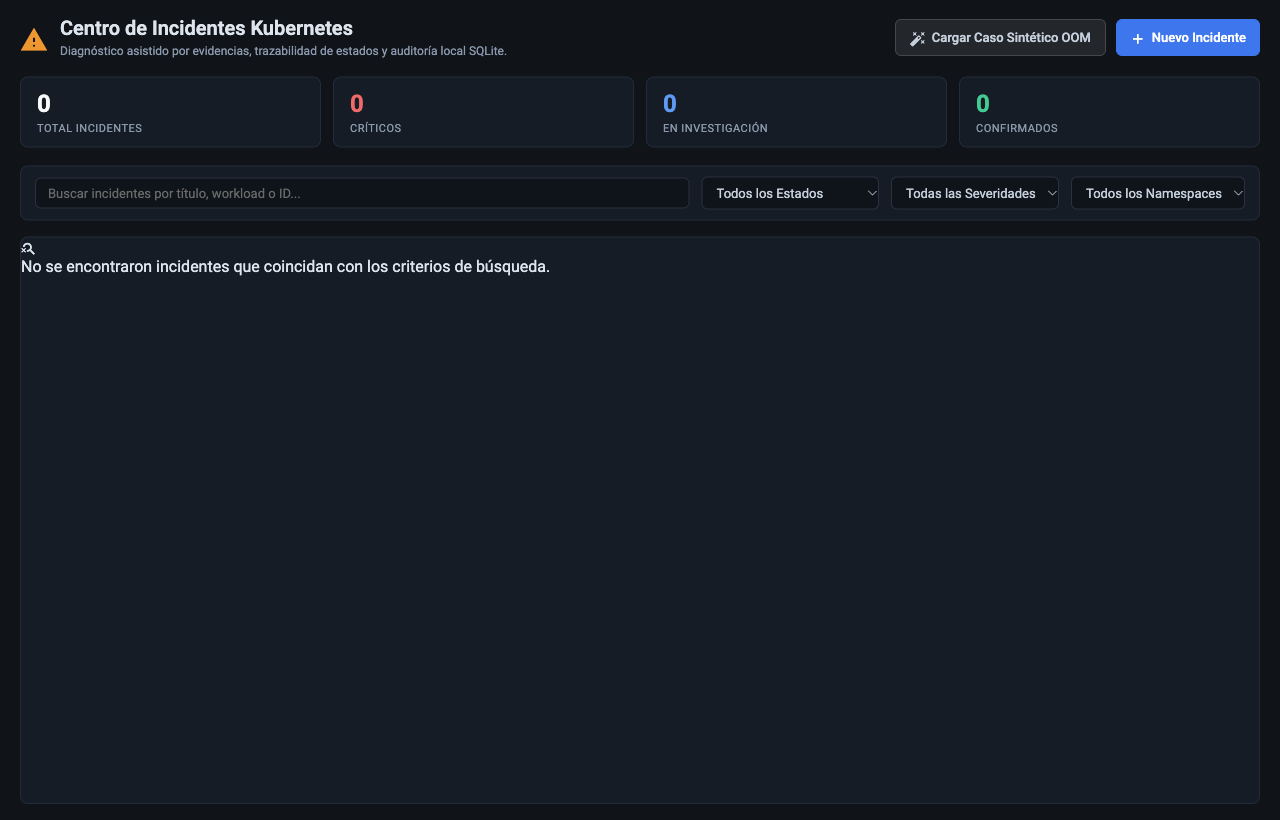 Centro de Incidentes Kubernetes
Diagnóstico asistido por evidencias, trazabilidad de estados y auditoría local SQLite.
Cargar Caso Sintético OOM
Nuevo Incidente
0
TOTAL INCIDENTES
0
CRÍTICOS
0
EN INVESTIGACIÓN
0
CONFIRMADOS
Buscar incidentes por título, workload o ID...
Todos los Estados
Todas las Severidades
Todos los Namespaces
No se encontraron incidentes que coincidan con los criterios de búsqueda.